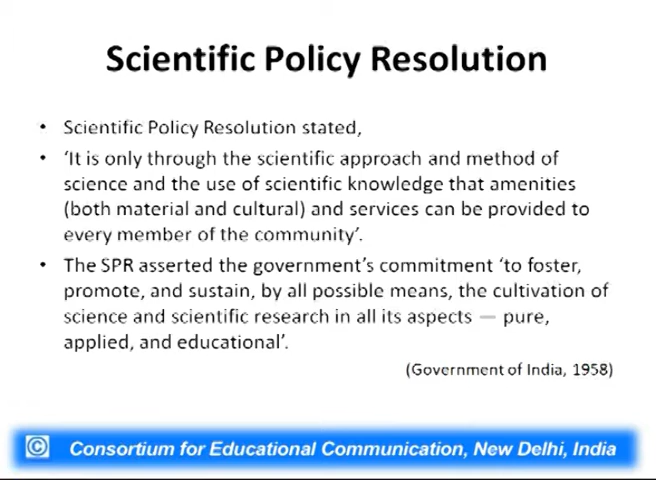 Scientific Policy Resolution
• Scientific Policy Resolution stated,
• ‘It is only through the scientific approach and method of
science and the use of scientific knowledge that amenities
(both material and cultural) and services can be provided to
every member of the community’.
• The SPR asserted the government’s commitment ‘to foster,
promote, and sustain, by all possible means, the cultivation of
science and scientific research in all its aspects — pure,
applied, and educational’.
(Government of India, 1958)
© Consortium for Educational Communication, New Delhi, India